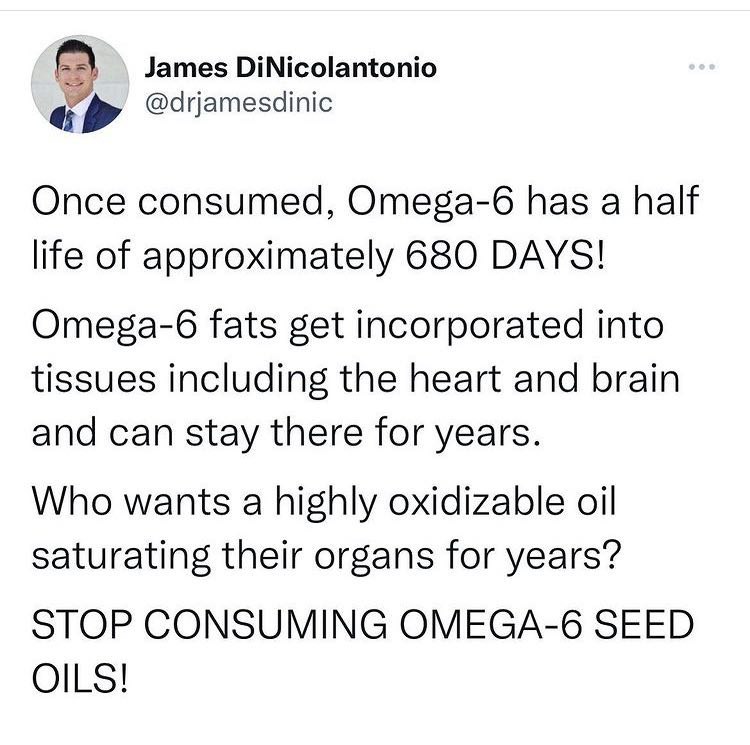 James DiNicolantonio
@drjamesdinic
Once consumed, Omega-6 has a half
life of approximately 680 DAYS!
Omega-6 fats get incorporated into
tissues including the heart and brain
and can stay there for years.
Who wants a highly oxidizable oil
saturating their organs for years?
STOP CONSUMING OMEGA-6 SEED
OILS!